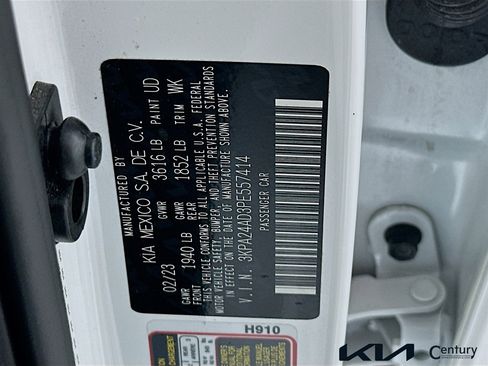 MANUFACTURED BY
KIA MEXICO S.A. DE C.V.
02/23 GVWR 3616 LB PAINT UD
GAWR FRONT 1940 LB GAWR REAR 1852 LB TRIM WK
THIS VEHICLE CONFORMS TO ALL APPLICABLE U.S.A. FEDERAL
MOTOR VEHICLE SAFETY, BUMPER, AND THEFT PREVENTION STANDARDS
IN EFFECT ON THE DATE OF MANUFACTURE SHOWN ABOVE.
V.I.N. 3KPA24AD3PE557414
PASSENGER CAR
H910
KIA Century